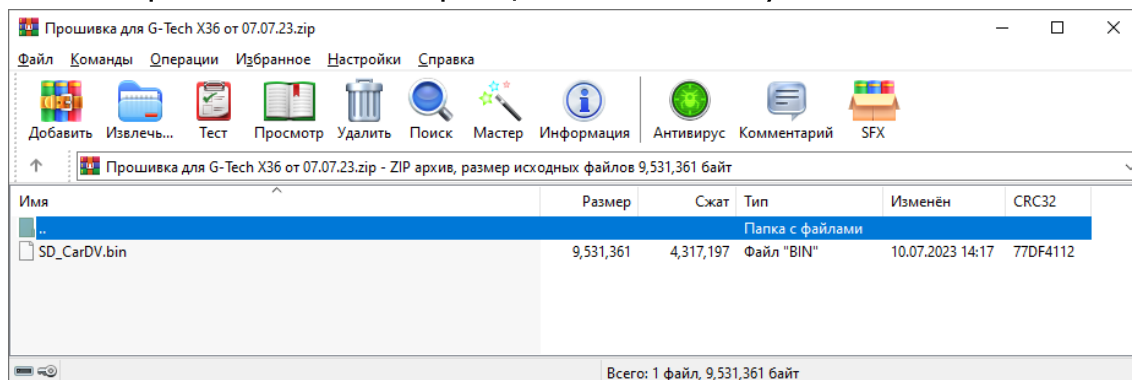 Прошивка для G-Tech X36 от 07.07.23.zip
Файл Команды Операции Избранное Настройки Справка
Добавить Извлечь... Тест Просмотр Удалить Поиск Мастер Информация Антивирус Комментарий SFX
Прошивка для G-Tech X36 от 07.07.23.zip - ZIP архив, размер исходных файлов 9,531,361 байт
Имя Размер Сжат Тип Изменён CRC32
.. Папка с файлами
SD_CarDV.bin 9,531,361 4,317,197 Файл "BIN" 10.07.2023 14:17 77DF4112
Всего: 1 файл, 9,531,361 байт